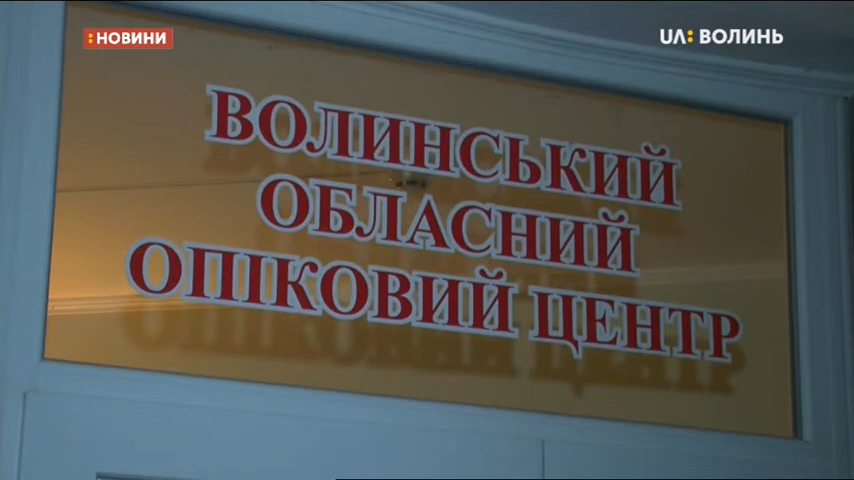 :НОВИНИ
UA: ВОЛИНЬ
ВОЛИНСЬКИЙ
ОБЛАСНИЙ
ОПІКОВИЙ ЦЕНТР